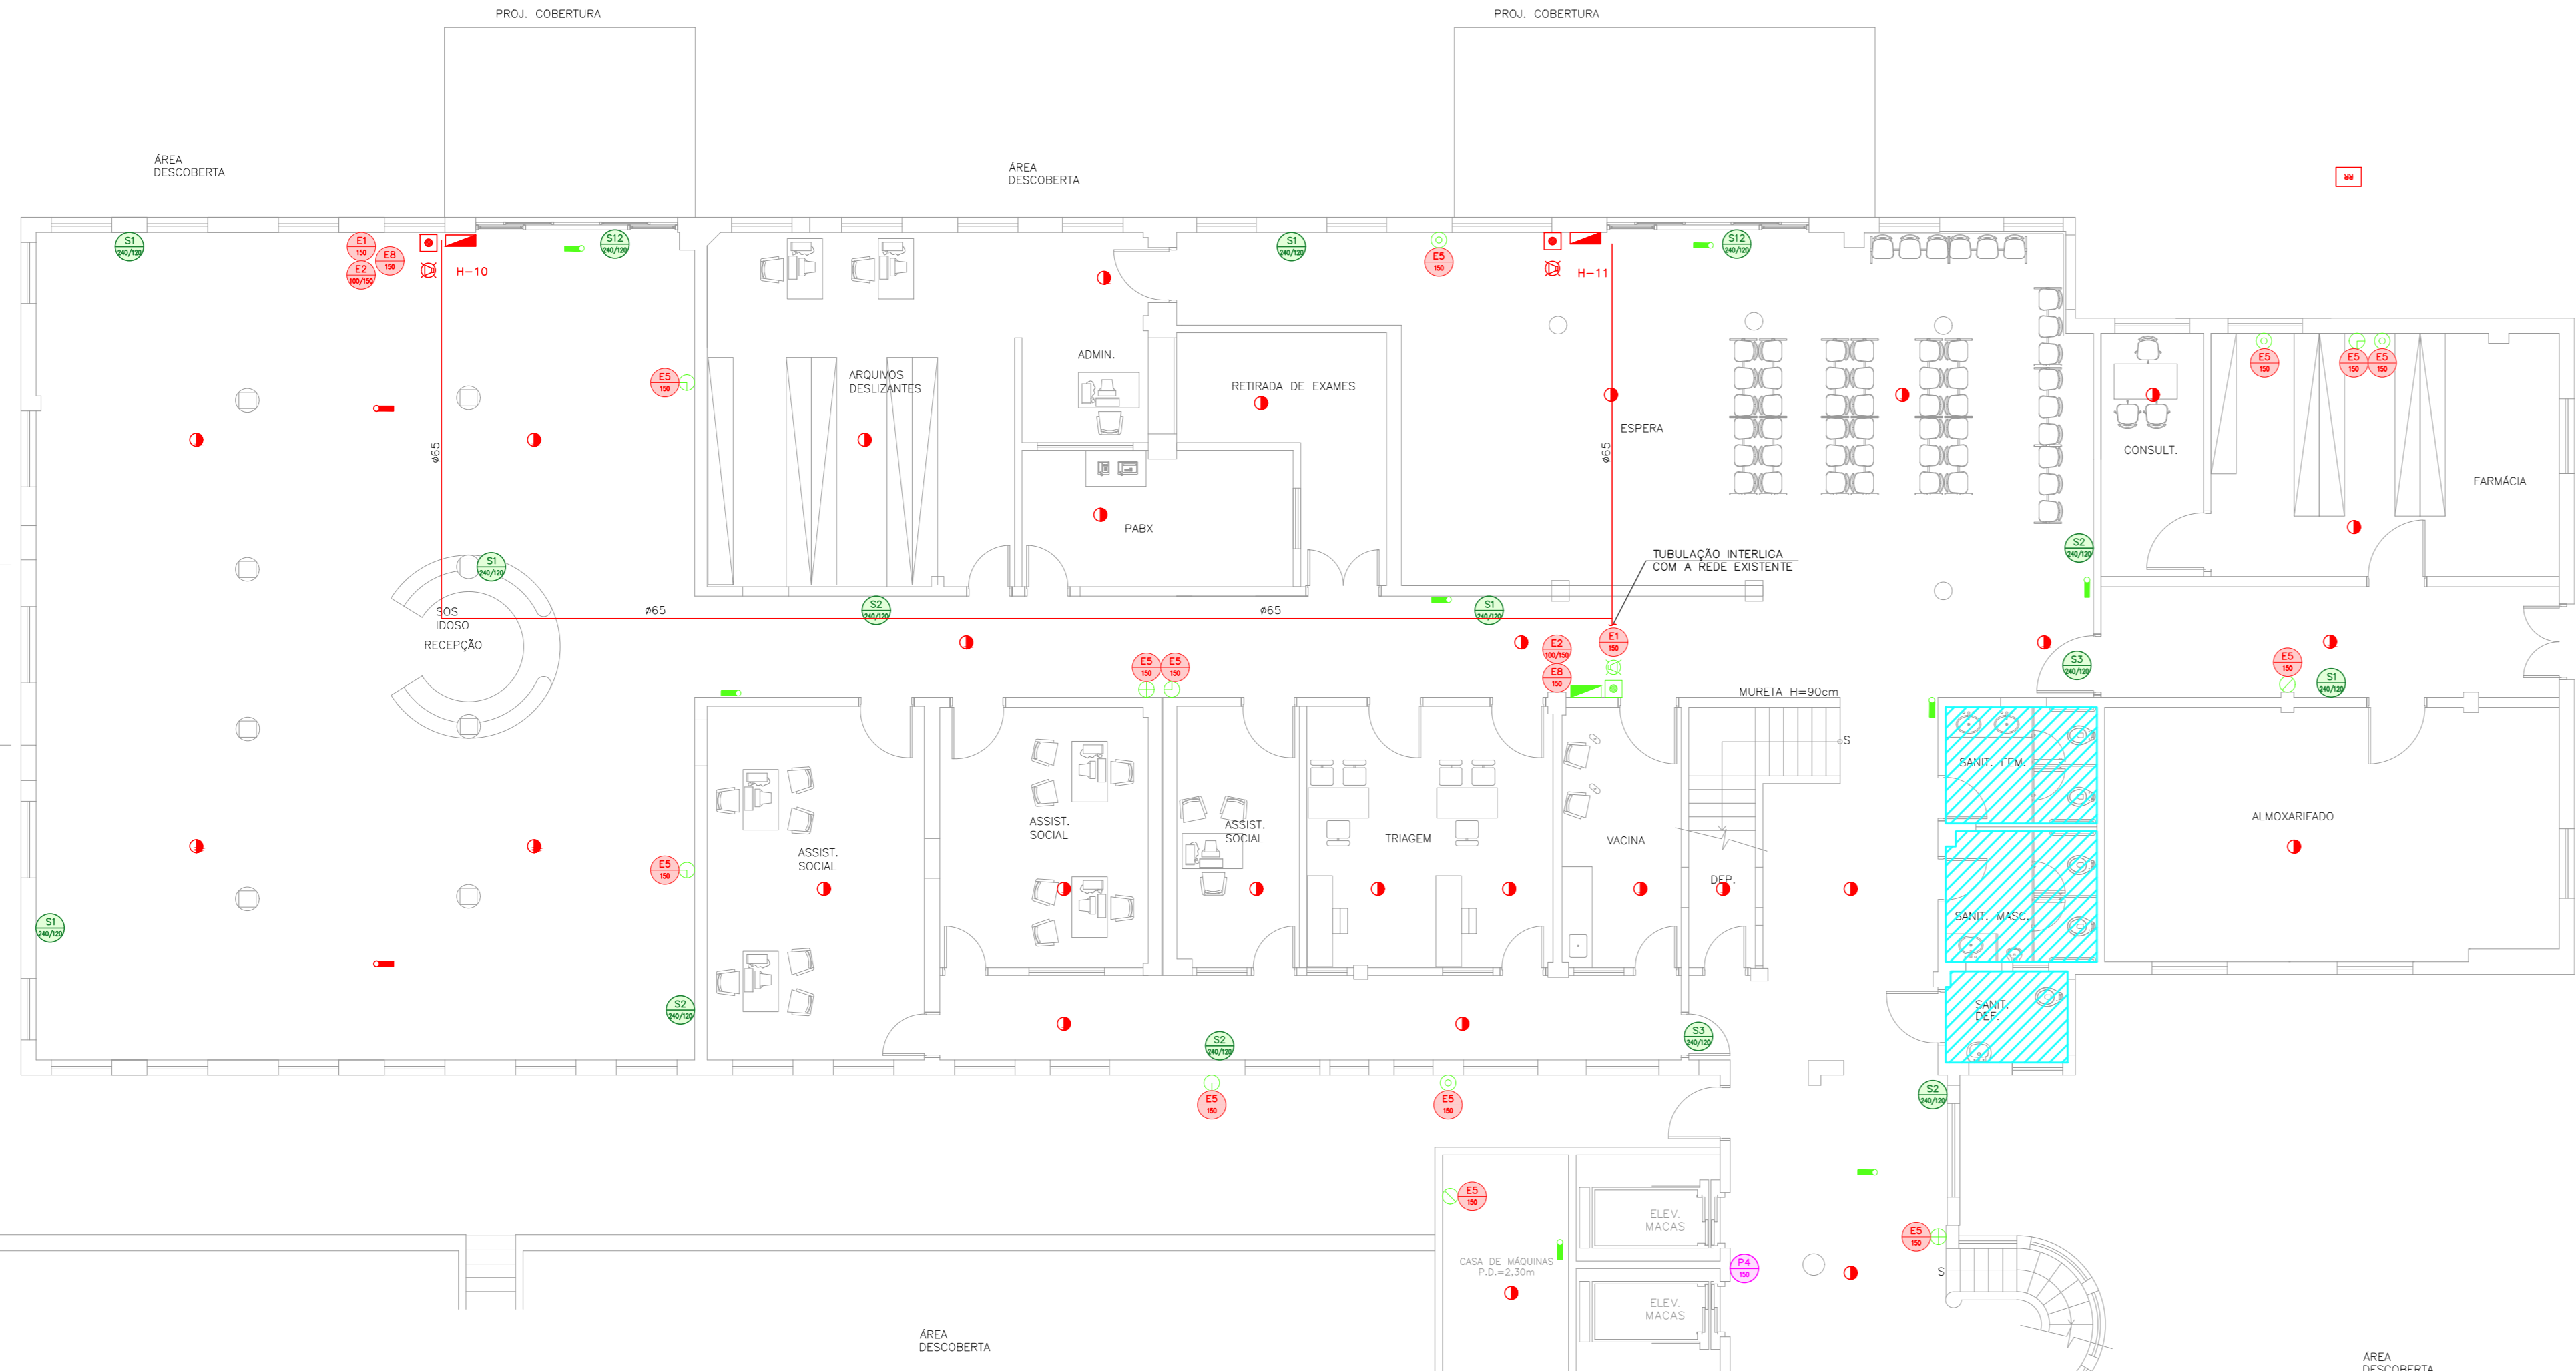 PROJ. COBERTURA
PROJ. COBERTURA
ÁREA
DESCOBERTA
ÁREA
DESCOBERTA
RR
S1
240/120
E1
150
E8
150
E2
100/150
H-10
S12
240/120
S1
240/120
E5
150
H-11
S12
240/120
ADMIN.
ARQUIVOS
DESLIZANTES
E5
150
RETIRADA DE EXAMES
ESPERA
E5
150
E5
150
E5
150
CONSULT.
FARMÁCIA
ø65
ø65
PABX
S2
240/120
TUBULAÇÃO INTERLIGA
COM A REDE EXISTENTE
S1
240/120
SOS
IDOSO
RECEPÇÃO
ø65
S2
240/120
ø65
S1
240/120
E1
150
E2
100/150
E8
150
E5
150
E5
150
S3
240/120
E5
150
S1
240/120
MURETA H=90cm
S
SANIT. FEM.
ASSIST.
SOCIAL
ASSIST.
SOCIAL
ASSIST.
SOCIAL
TRIAGEM
VACINA
DEP.
ALMOXARIFADO
E5
150
S1
240/120
SANIT. MASC.
S2
240/120
SANIT.
DEF.
S2
240/120
S3
240/120
E5
150
E5
150
S2
240/120
E5
150
ELEV.
MACAS
E5
150
CASA DE MÁQUINAS
P.D.=2,30m
P4
150
S
ELEV.
MACAS
ÁREA
DESCOBERTA
ÁREA
DESCOBERTA